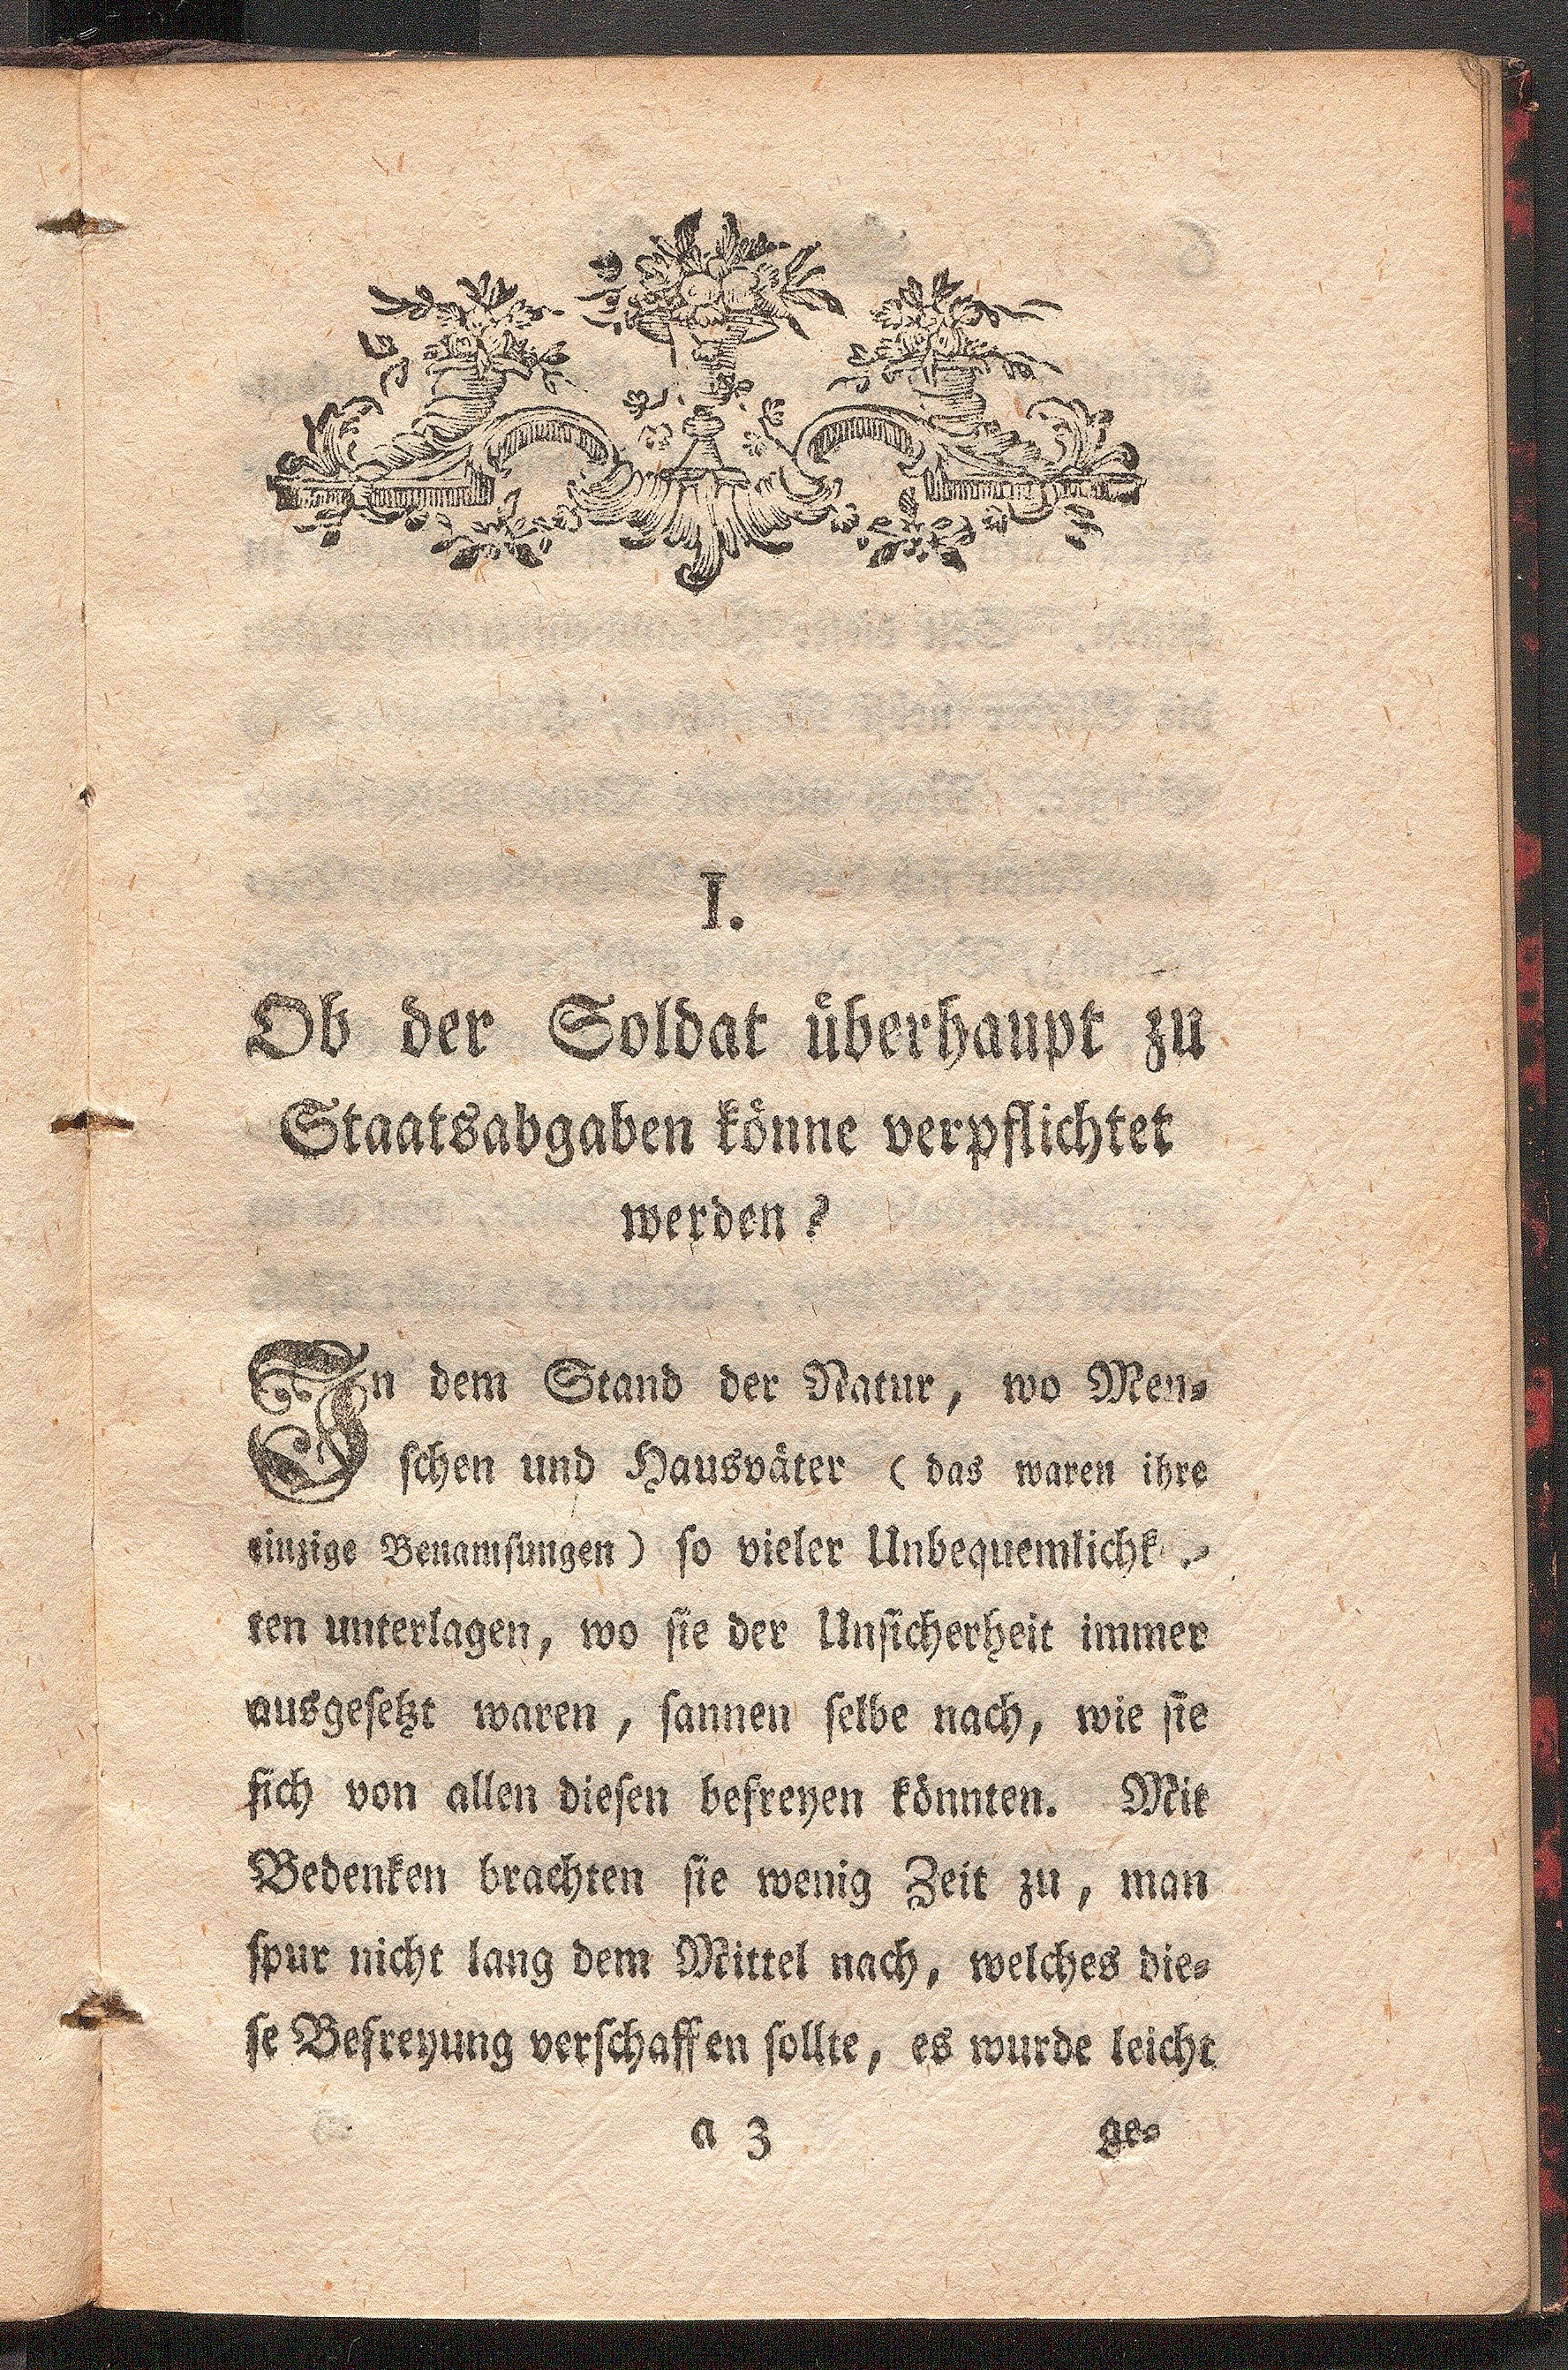 I.
Ob der Soldat überhaupt zu
Staatsabgaben könne verpflichtet
werden?
In dem Stand der Natur, wo Men⸗
ſchen und Hausväter (das waren ihre
einzige Benamſungen) ſo vieler Unbequemlichk
ten unterlagen, wo ſie der Unſicherheit immer
ausgeſetzt waren, ſannen ſelbe nach, wie ſie
ſich von allen dieſen befreyen könnten. Mit
Bedenken brachten ſie wenig Zeit zu, man
ſpur nicht lang dem Mittel nach, welches die⸗
ſe Befreyung verſchaffen ſollte, es wurde leicht
a 3 ge⸗